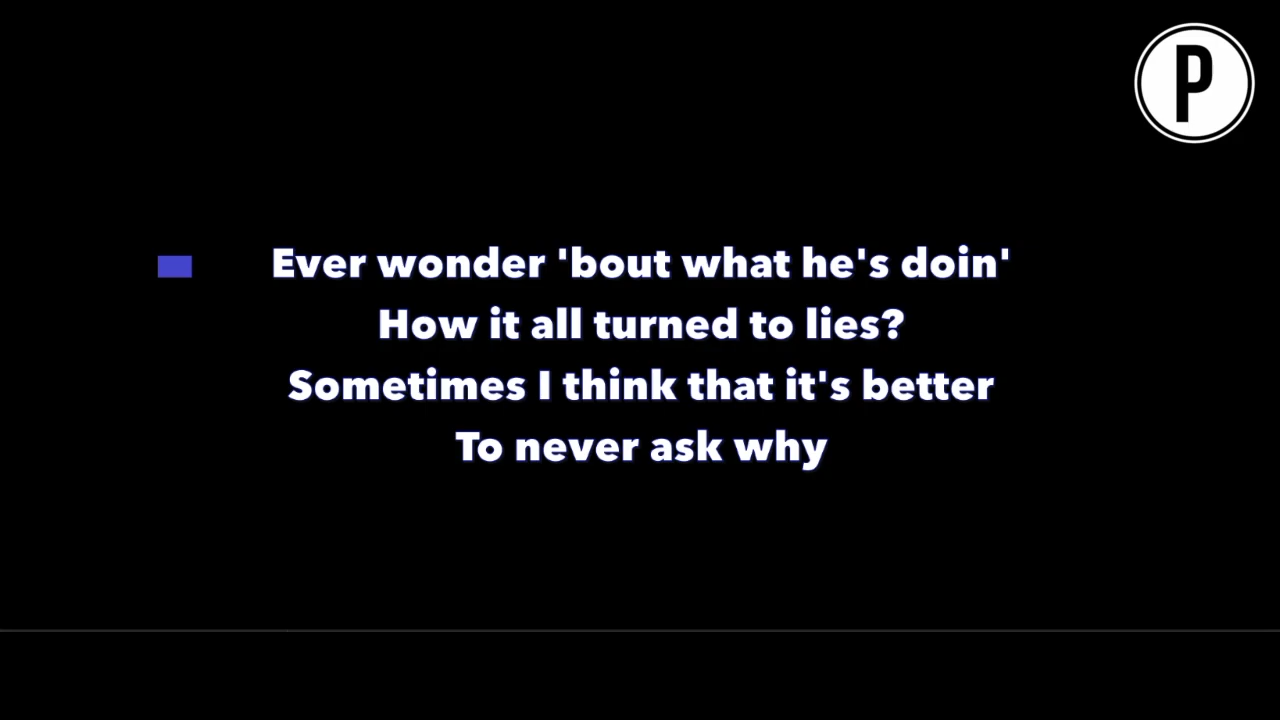 P
Ever wonder 'bout what he's doin'
How it all turned to lies?
Sometimes I think that it's better
To never ask why